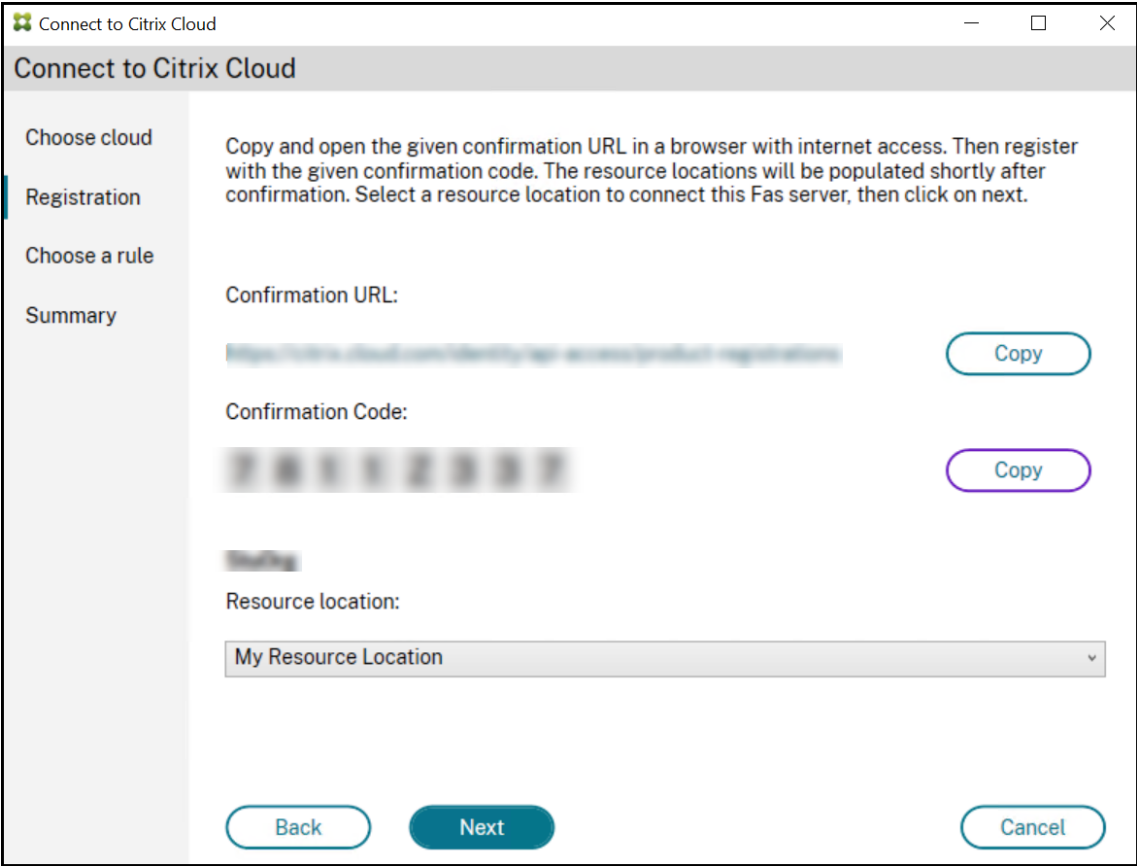 Connect to Citrix Cloud
Connect to Citrix Cloud
Choose cloud
Registration
Choose a rule
Summary
Copy and open the given confirmation URL in a browser with internet access. Then register
with the given confirmation code. The resource locations will be populated shortly after
confirmation. Select a resource location to connect this Fas server, then click on next.
Confirmation URL:
Copy
Confirmation Code:
Copy
Resource location:
My Resource Location
Back
Next
Cancel